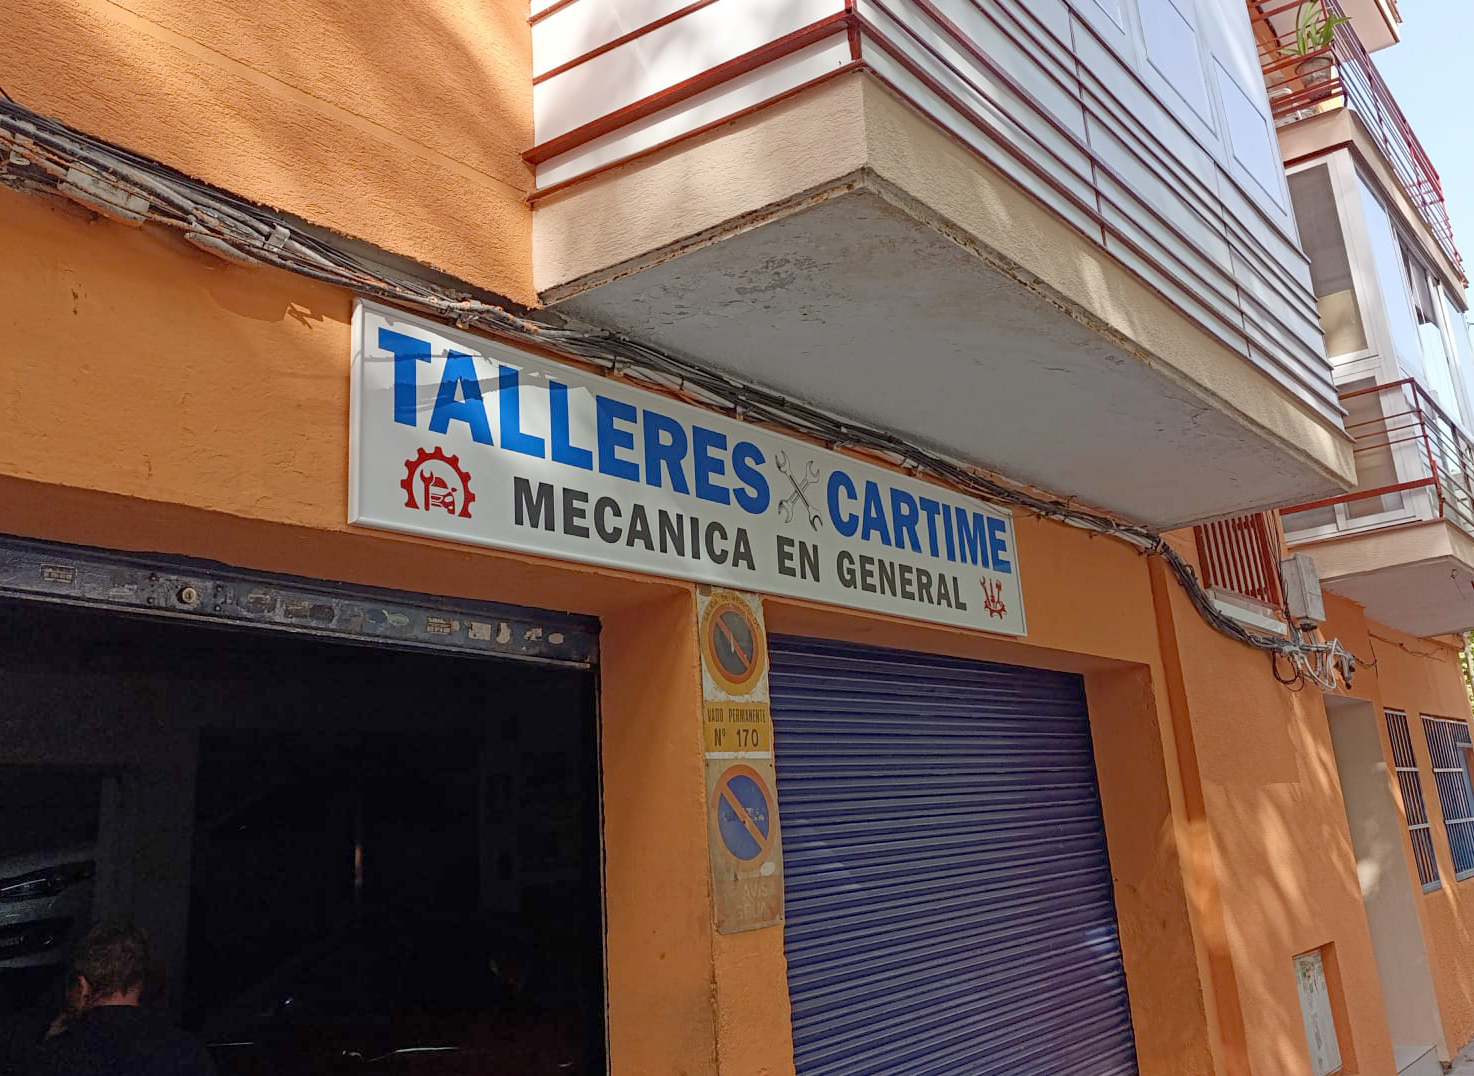 TALLERES CARTIME
MECANICA EN GENERAL
VADO PERMANENTE
Nº 170